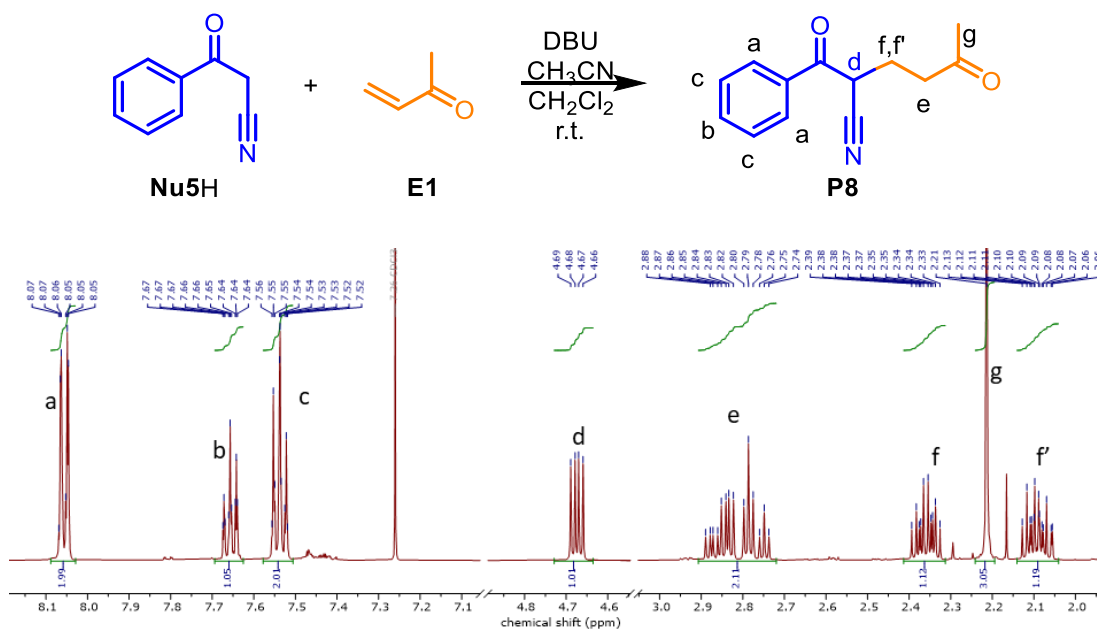 O
N
Nu5H
+
O
E1
DBU
CH₃CN
CH₂Cl₂
r.t.
O
a
c
b
a
c
d
f,f'
g
e
O
N
P8
8.07 8.07 8.06 8.05 8.05 8.05
7.67 7.67 7.67 7.66 7.66 7.66 7.65 7.64 7.64 7.64 7.56 7.55 7.55 7.54 7.54 7.53 7.53 7.52 7.52
4.69 4.68 4.67 4.66
2.88 2.87 2.86 2.85 2.84 2.83 2.82 2.80 2.79 2.78 2.76 2.75 2.74
2.39 2.38 2.38 2.37 2.37 2.35 2.35 2.34 2.34 2.33 2.21 2.13 2.12 2.11 2.11 2.10 2.10 2.09 2.09 2.08 2.08 2.07 2.06
a
b
c
d
e
f
g
f'
1.99
1.05
2.01
1.01
2.11
1.12
3.05
1.19
8.1 8.0 7.9 7.8 7.7 7.6 7.5 7.4 7.3 7.2 7.1 4.8 4.7 4.6 3.0 2.9 2.8 2.7 2.6 2.5 2.4 2.3 2.2 2.1 2.0
chemical shift (ppm)